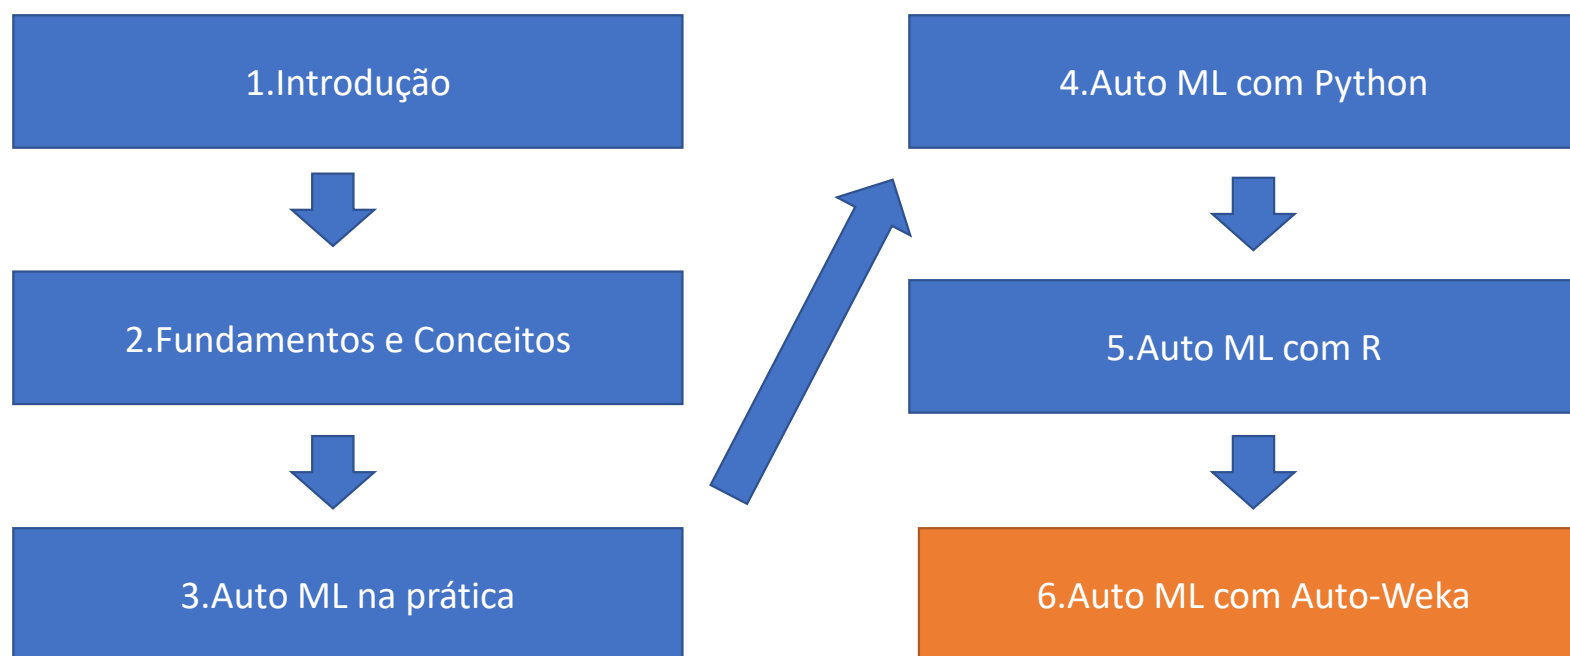 1.Introdução
2.Fundamentos e Conceitos
3.Auto ML na prática
4.Auto ML com Python
5.Auto ML com R
6.Auto ML com Auto-Weka